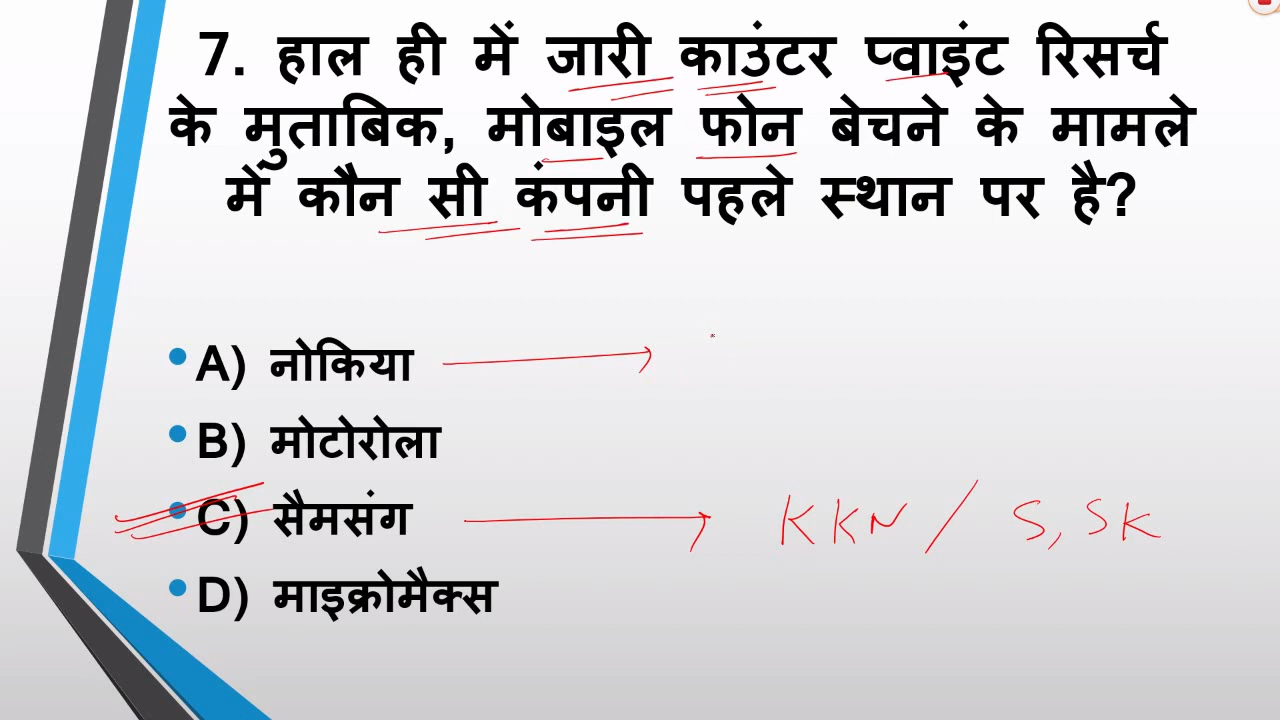 7. हाल ही में जारी काउंटर प्वाइंट रिसर्च
के मुताबिक, मोबाइल फोन बेचने के मामले
में कौन सी कंपनी पहले स्थान पर है?
A) नोकिया
B) मोटोरोला
C) सैमसंग KKN / S, SK
D) माइक्रोमैक्स